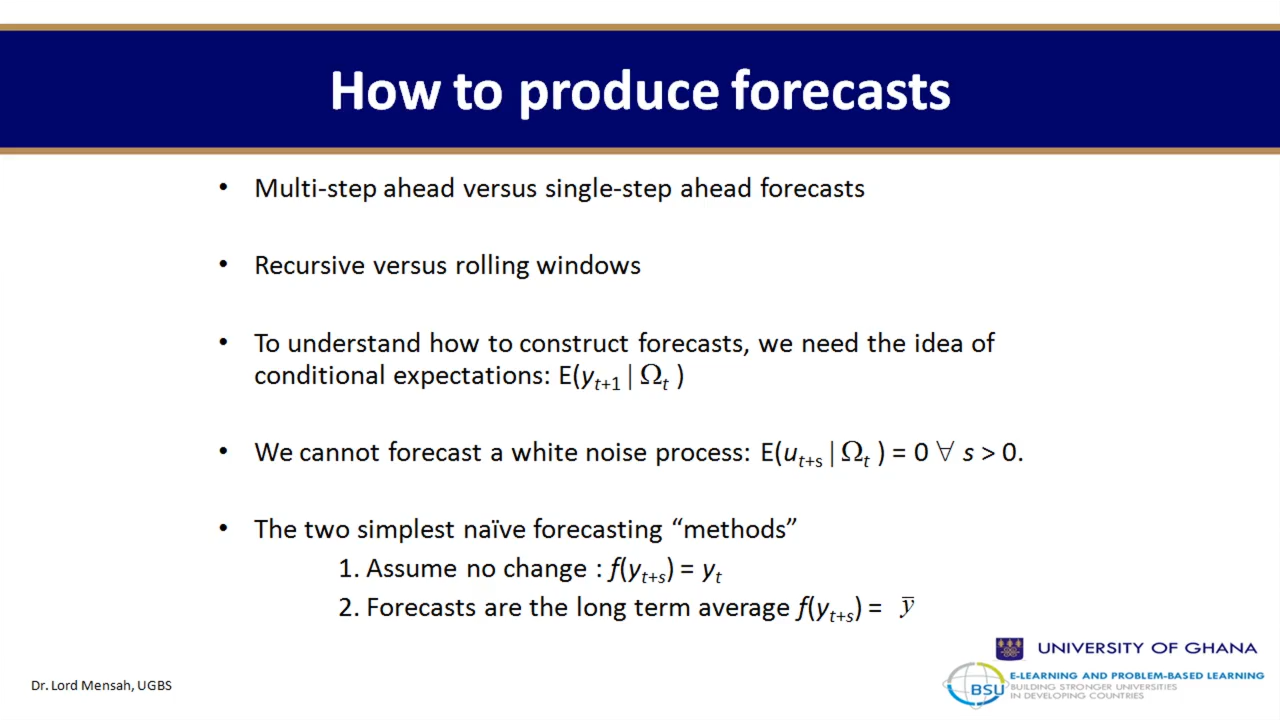 How to produce forecasts
• Multi-step ahead versus single-step ahead forecasts
• Recursive versus rolling windows
• To understand how to construct forecasts, we need the idea of
conditional expectations: E(yt+1 | Ωt )
• We cannot forecast a white noise process: E(ut+s | Ωt ) = 0 ∀ s > 0.
• The two simplest naïve forecasting “methods”
1. Assume no change : f(yt+s) = yt
2. Forecasts are the long term average f(yt+s) = ȳ
UNIVERSITY OF GHANA
Dr. Lord Mensah, UGBS
BSU
E-LEARNING AND PROBLEM-BASED LEARNING
BUILDING STRONGER UNIVERSITIES
IN DEVELOPING COUNTRIES